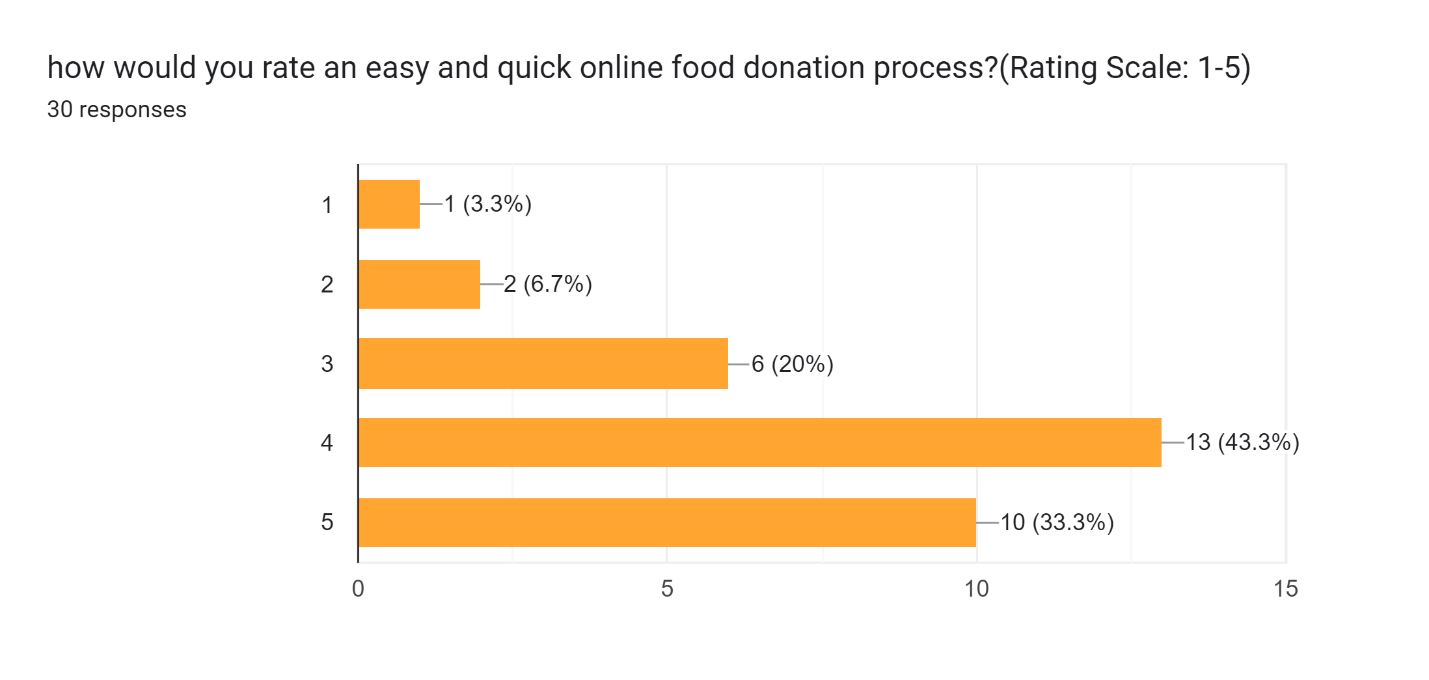 how would you rate an easy and quick online food donation process?(Rating Scale: 1-5)
30 responses
1 1 (3.3%)
2 2 (6.7%)
3 6 (20%)
4 13 (43.3%)
5 10 (33.3%)
0 5 10 15